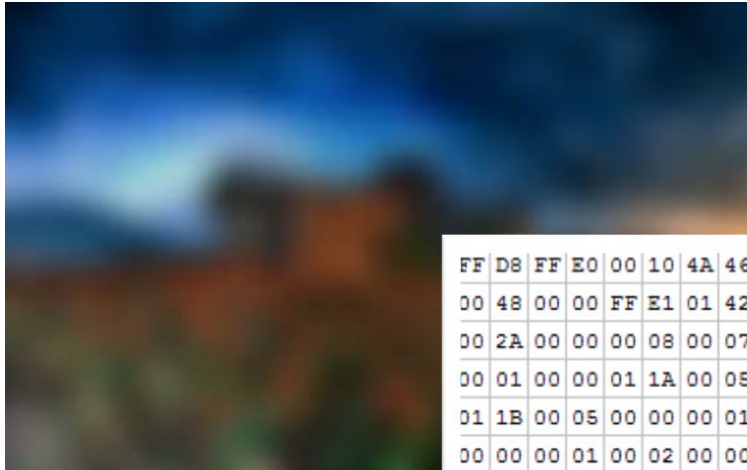 FF D8 FF E0 00 10 4A 46
00 48 00 00 FF E1 01 42
00 2A 00 00 00 08 00 07
00 01 00 00 01 1A 00 05
01 1B 00 05 00 00 00 01
00 00 00 01 00 02 00 00